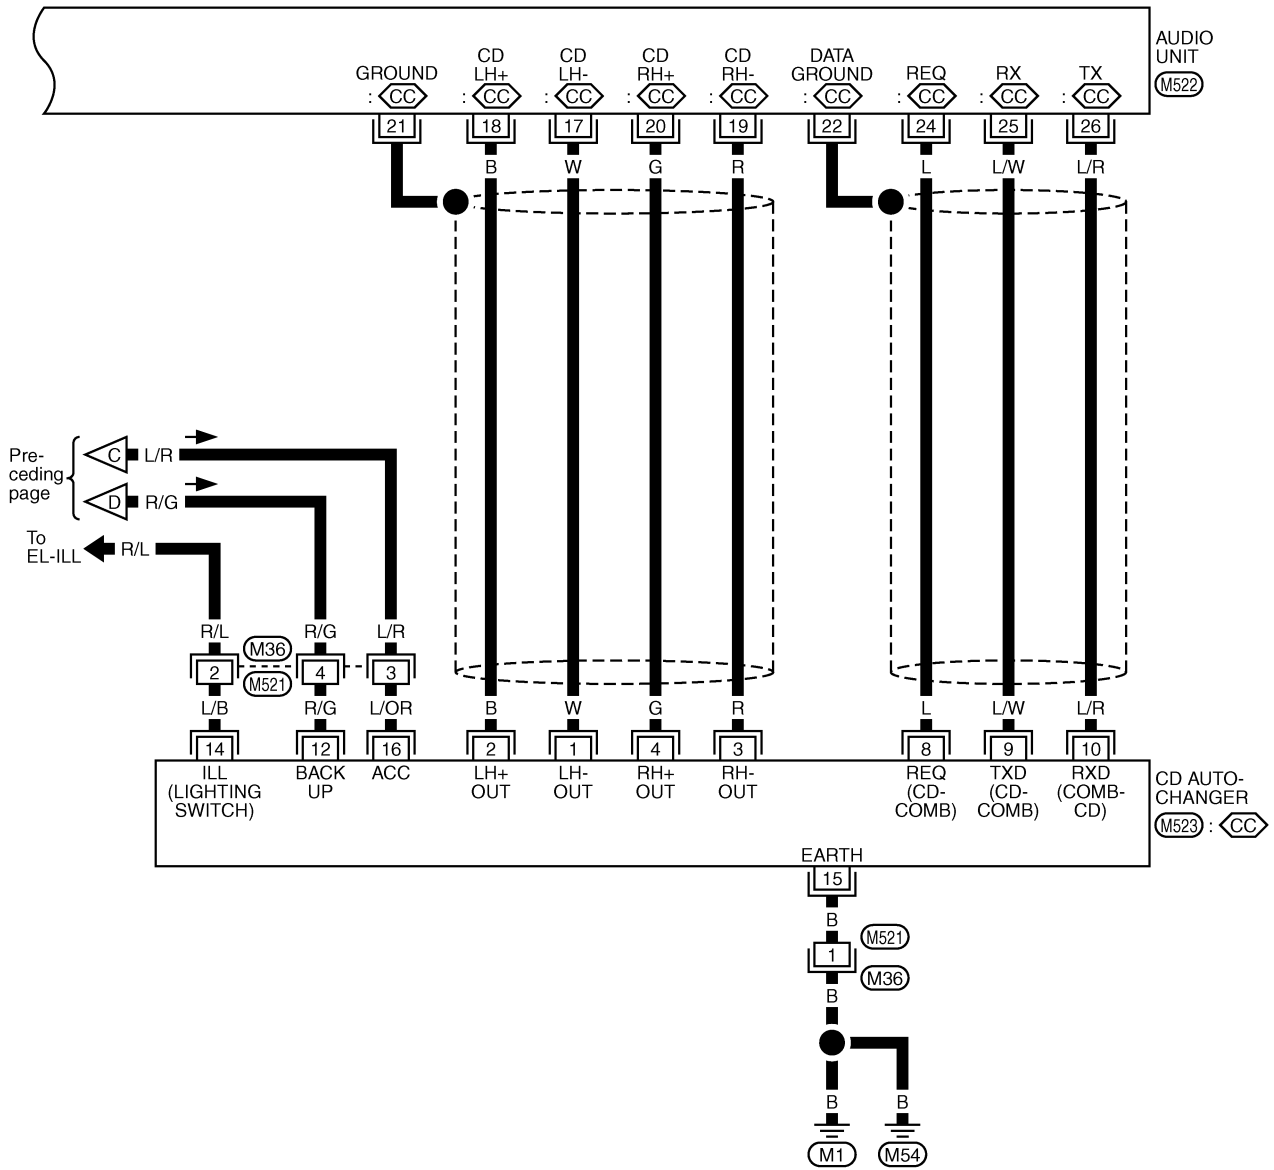 AUDIO
UNIT
M522
GROUND
CD
LH+
CD
LH-
CD
RH+
CD
RH-
DATA
GROUND
REQ
RX
TX
: CC
: CC
: CC
: CC
: CC
: CC
: CC
: CC
: CC
21
18
17
20
19
22
24
25
26
B
W
G
R
L
L/W
L/R
Pre-
ceding
page
C
L/R
D
R/G
To
EL-ILL
R/L
R/L
R/G
L/R
M36
2
4
3
M521
L/B
R/G
L/OR
B
W
G
R
L
L/W
L/R
14
12
16
2
1
4
3
8
9
10
ILL
(LIGHTING
SWITCH)
BACK
UP
ACC
LH+
OUT
LH-
OUT
RH+
OUT
RH-
OUT
REQ
(CD-
COMB)
TXD
(CD-
COMB)
RXD
(COMB-
CD)
CD AUTO-
CHANGER
M523 : CC
EARTH
15
B
M521
1
M36
B
B
B
M1
M54